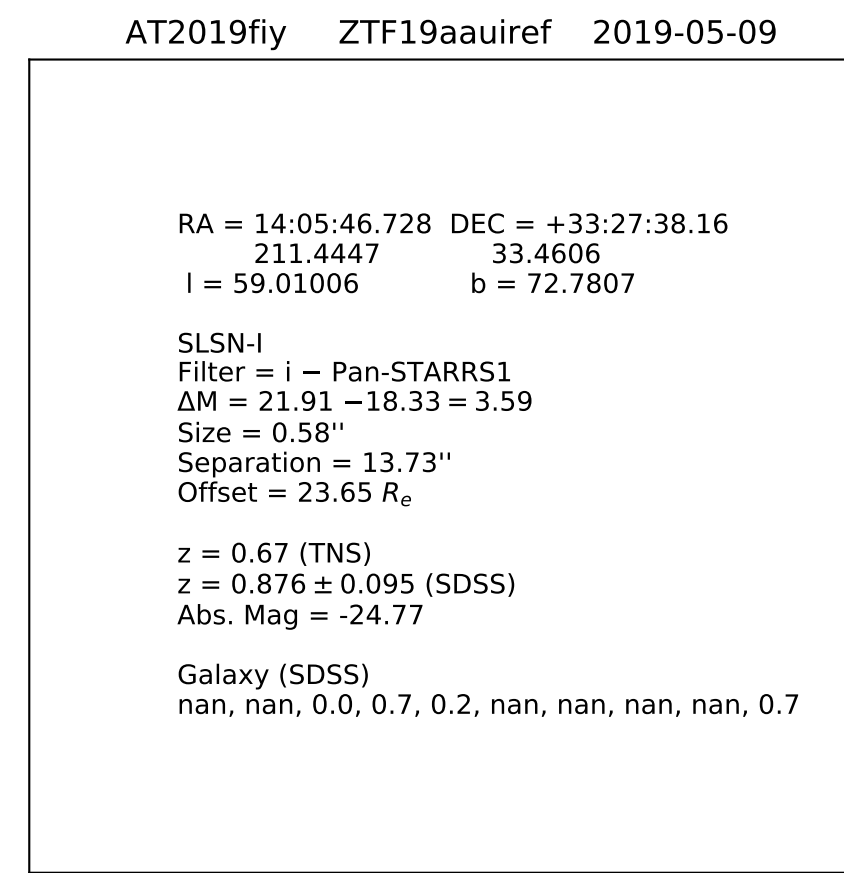 AT2019fiy ZTF19aauiref 2019-05-09
RA = 14:05:46.728 DEC = +33:27:38.16
211.4447 33.4606
l = 59.01006 b = 72.7807
SLSN-I
Filter = i − Pan-STARRS1
ΔM = 21.91 −18.33 = 3.59
Size = 0.58''
Separation = 13.73''
Offset = 23.65 Re
z = 0.67 (TNS)
z = 0.876 ± 0.095 (SDSS)
Abs. Mag = -24.77
Galaxy (SDSS)
nan, nan, 0.0, 0.7, 0.2, nan, nan, nan, nan, 0.7